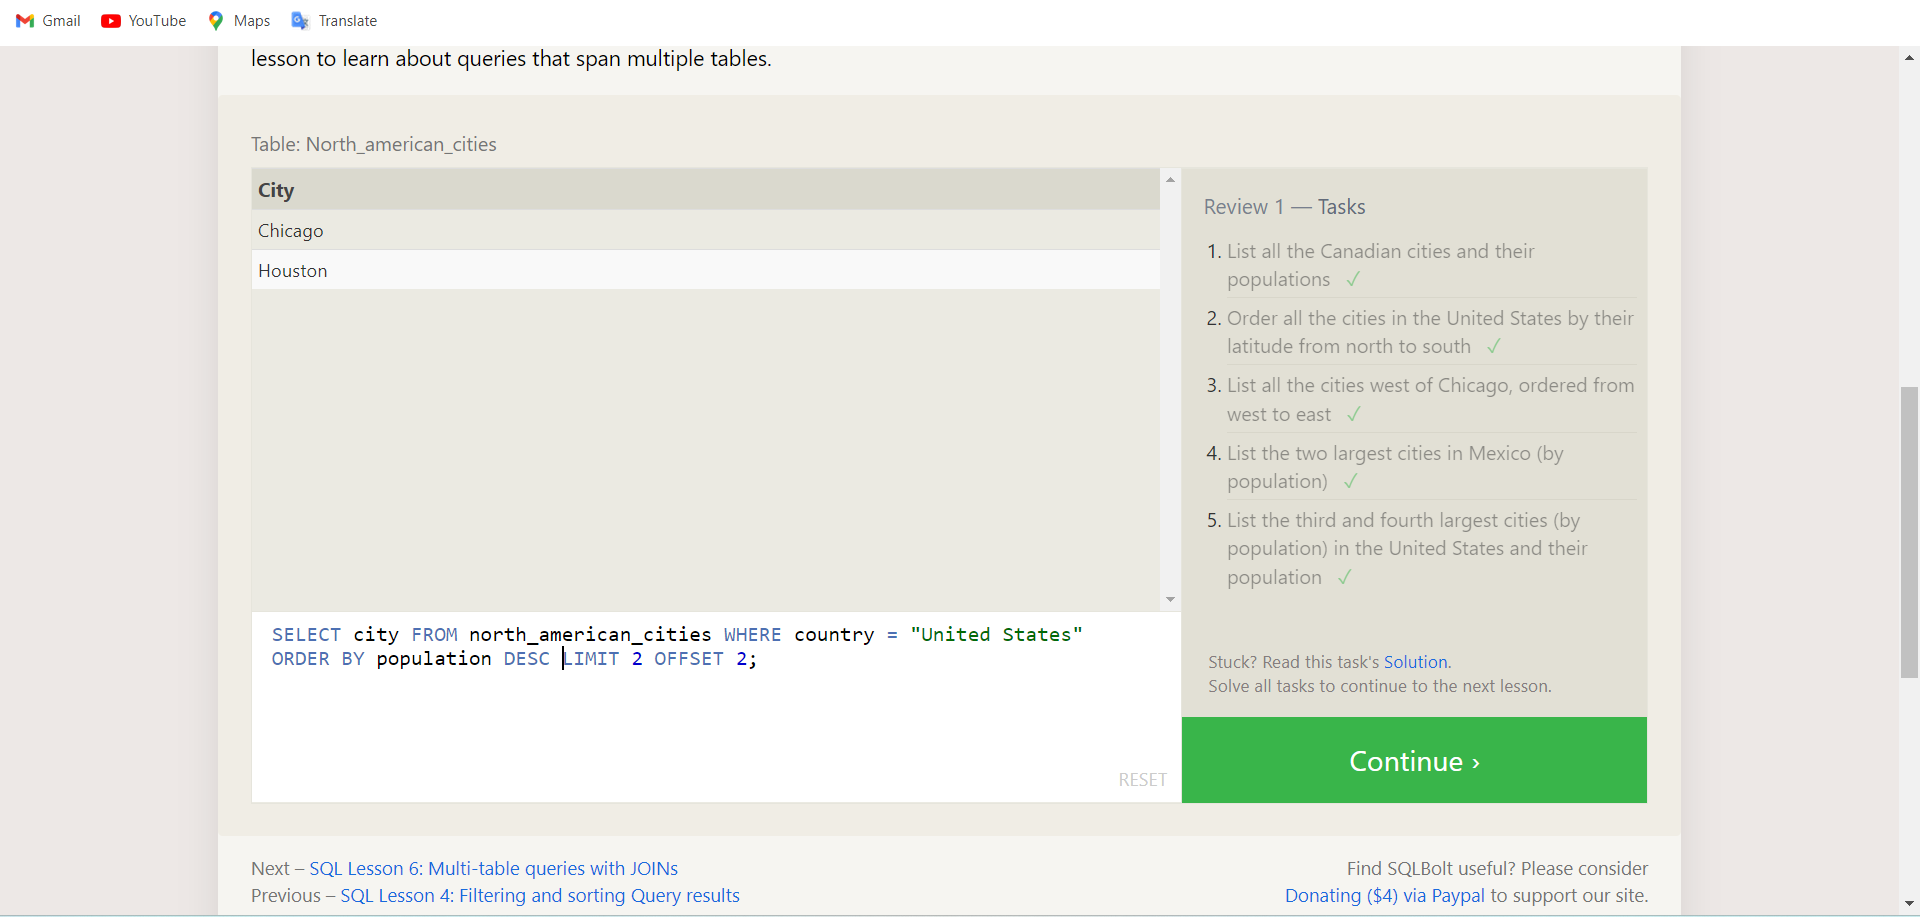 Gmail YouTube Maps Translate
lesson to learn about queries that span multiple tables.
Table: North_american_cities
City
Chicago
Houston
SELECT city FROM north_american_cities WHERE country = "United States"
ORDER BY population DESC LIMIT 2 OFFSET 2;
RESET
Review 1 — Tasks
1. List all the Canadian cities and their
populations ✓
2. Order all the cities in the United States by their
latitude from north to south ✓
3. List all the cities west of Chicago, ordered from
west to east ✓
4. List the two largest cities in Mexico (by
population) ✓
5. List the third and fourth largest cities (by
population) in the United States and their
population ✓
Stuck? Read this task's Solution.
Solve all tasks to continue to the next lesson.
Continue ›
Next – SQL Lesson 6: Multi-table queries with JOINs
Previous – SQL Lesson 4: Filtering and sorting Query results
Find SQLBolt useful? Please consider
Donating ($4) via Paypal to support our site.